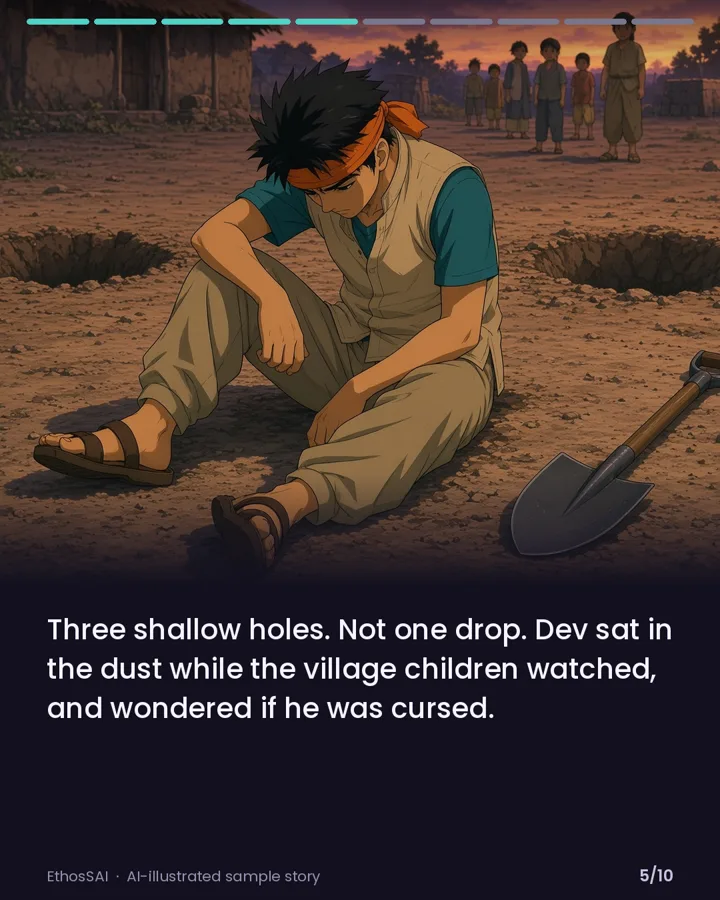 Three shallow holes. Not one drop. Dev sat in
the dust while the village children watched,
and wondered if he was cursed.
EthosSAI · AI-illustrated sample story
5/10